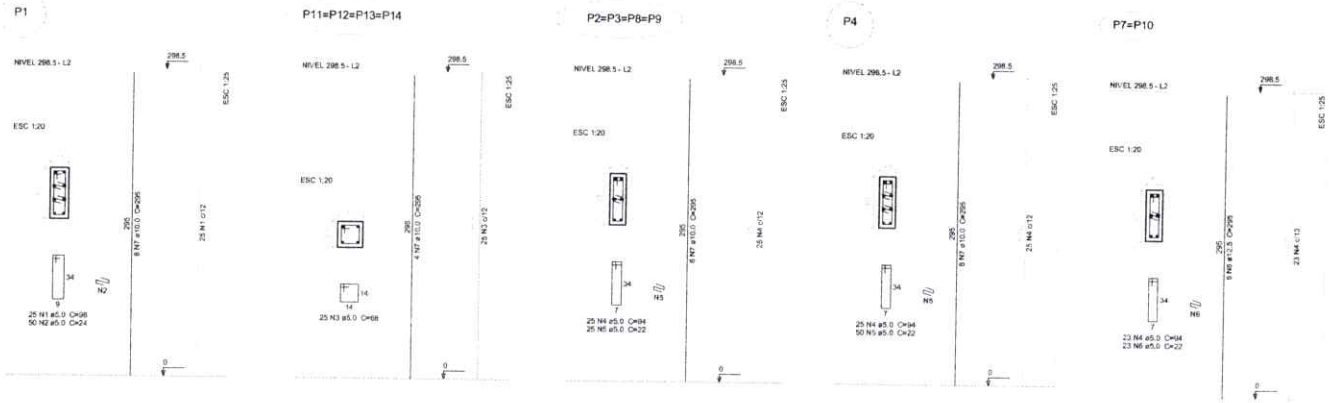 P1
NIVEL 298.5 - L2
298.5
ESC 1:25
ESC 1:20
295
8 N7 ø10.0 C=295
25 N1 c/12
34
9
N2
25 N1 ø5.0 C=98
50 N2 ø5.0 C=24
0
P11=P12=P13=P14
NIVEL 298.5 - L2
298.5
ESC 1:25
ESC 1:20
295
4 N7 ø10.0 C=295
25 N3 c/12
14
14
25 N3 ø5.0 C=68
0
P2=P3=P8=P9
NIVEL 298.5 - L2
298.5
ESC 1:25
ESC 1:20
295
6 N7 ø10.0 C=295
25 N4 c/12
34
7
N5
25 N4 ø5.0 C=94
25 N5 ø5.0 C=22
0
P4
NIVEL 298.5 - L2
298.5
ESC 1:25
ESC 1:20
295
8 N7 ø10.0 C=295
25 N4 c/12
34
7
N5
25 N4 ø5.0 C=94
50 N5 ø5.0 C=22
0
P7=P10
NIVEL 298.5 - L2
298.5
ESC 1:25
ESC 1:20
295
6 N8 ø12.5 C=295
23 N4 c/13
34
7
N6
23 N4 ø5.0 C=94
23 N6 ø5.0 C=22
0